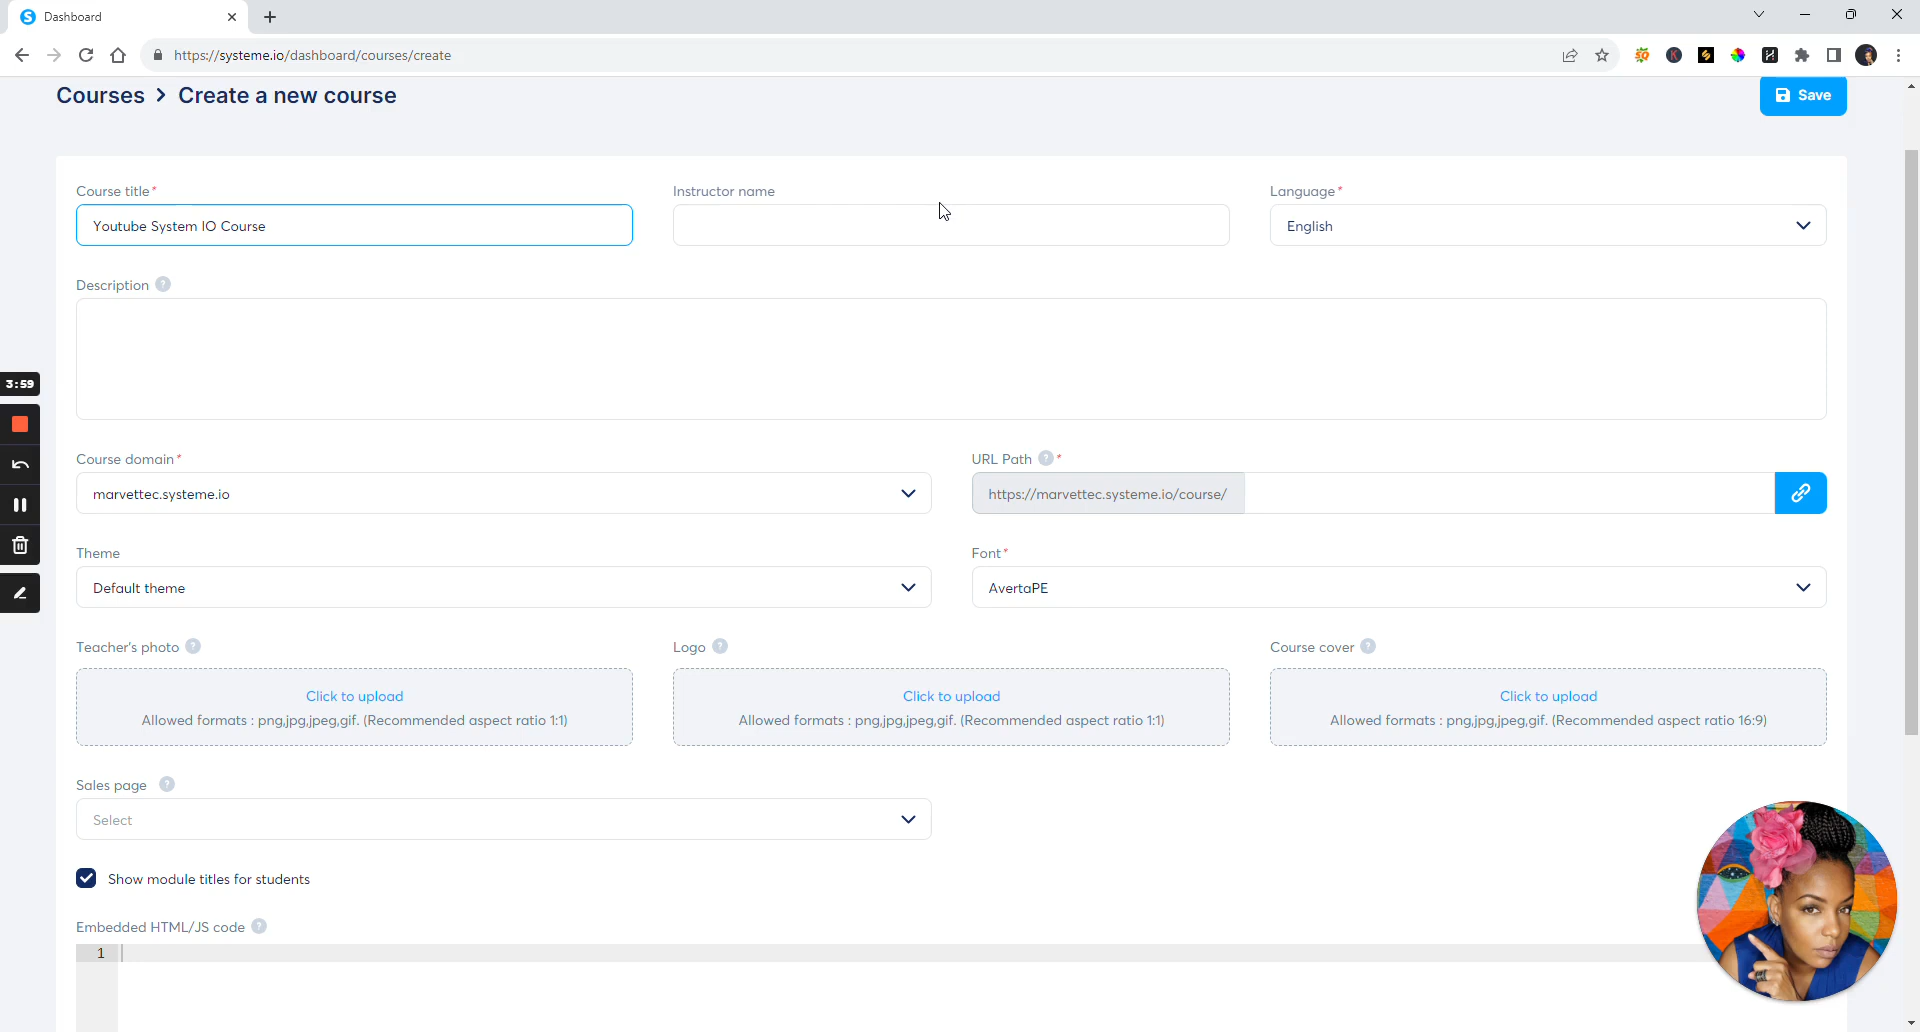 Dashboard
https://systeme.io/dashboard/courses/create
Courses > Create a new course
Save
Course title*
Instructor name
Language*
Youtube System IO Course
English
Description ?
3:59
Course domain*
URL Path ? *
marvettec.systeme.io
https://marvettec.systeme.io/course/
Theme
Font*
Default theme
AvertaPE
Teacher's photo ?
Logo ?
Course cover ?
Click to upload
Allowed formats : png,jpg,jpeg,gif. (Recommended aspect ratio 1:1)
Click to upload
Allowed formats : png,jpg,jpeg,gif. (Recommended aspect ratio 1:1)
Click to upload
Allowed formats : png,jpg,jpeg,gif. (Recommended aspect ratio 16:9)
Sales page ?
Select
Show module titles for students
Embedded HTML/JS code ?
1